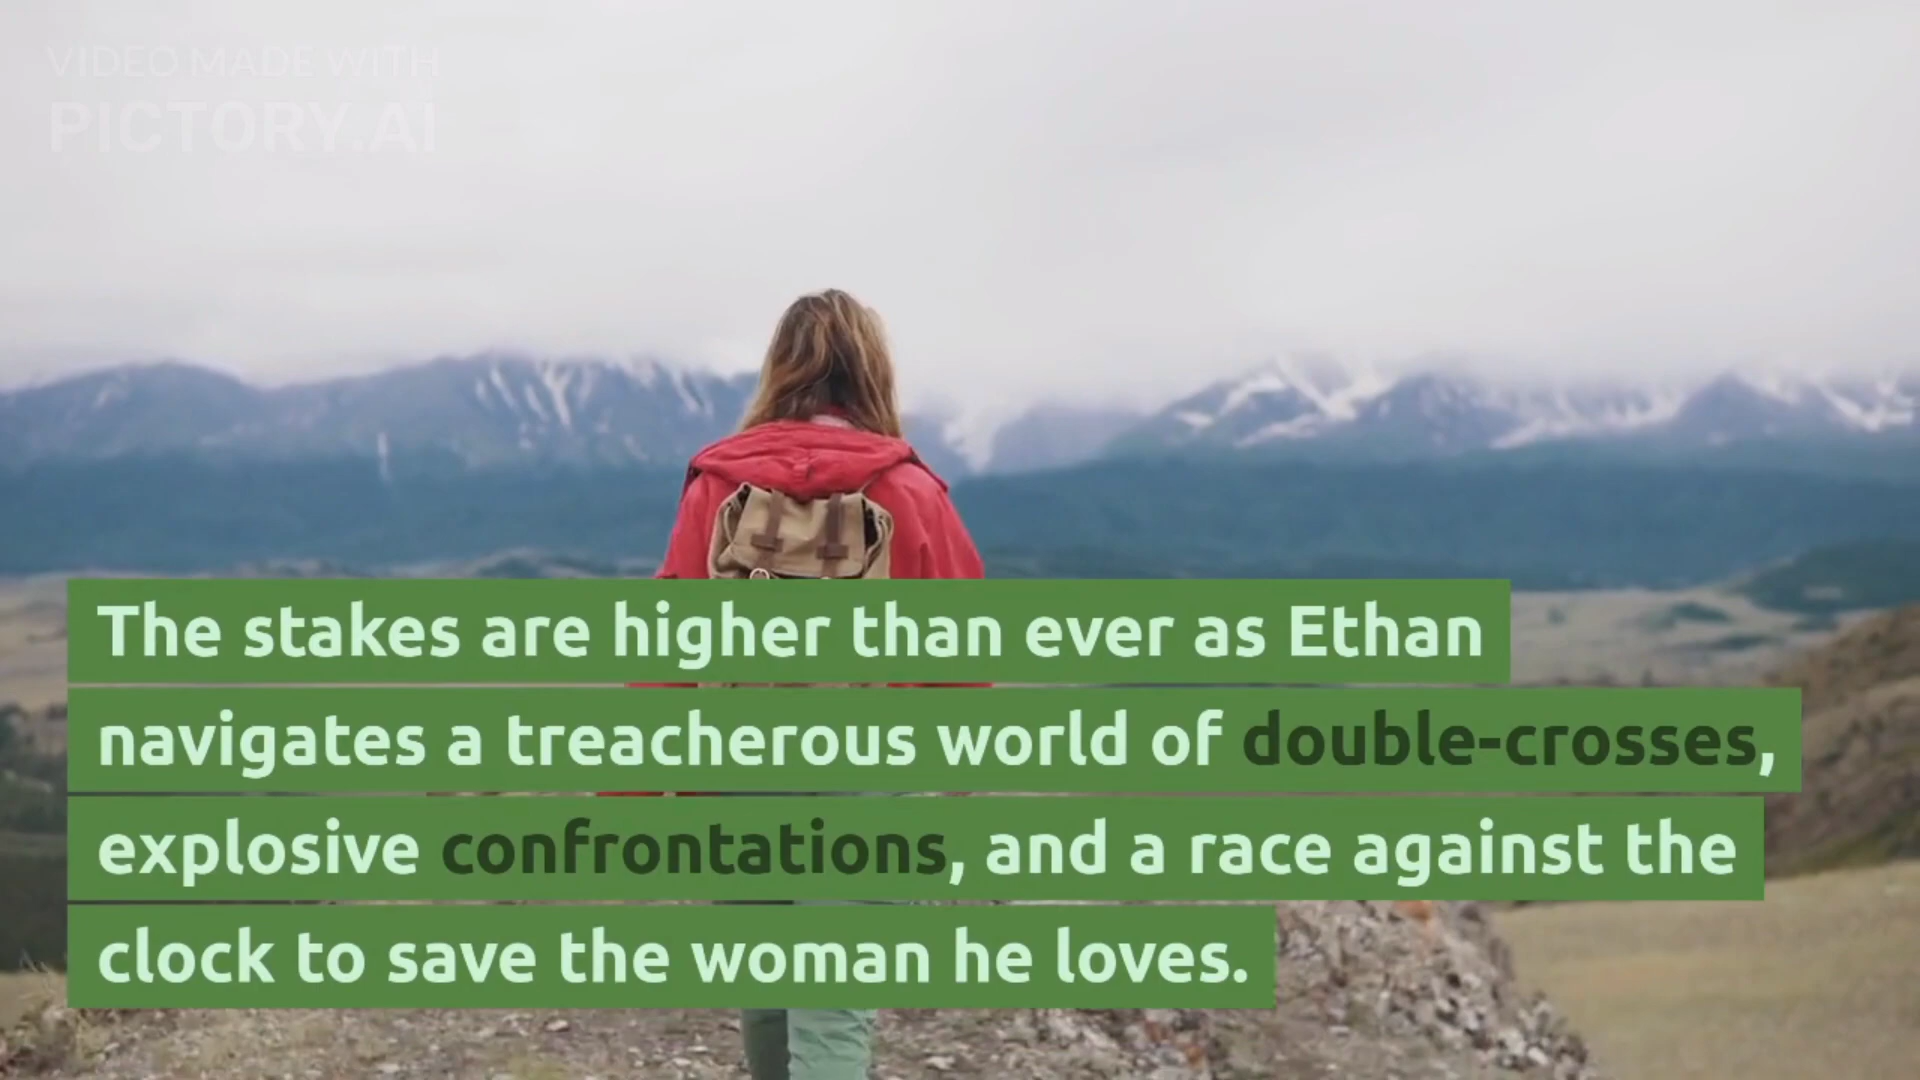 VIDEO MADE WITH
PICTORY.AI
The stakes are higher than ever as Ethan
navigates a treacherous world of double-crosses,
explosive confrontations, and a race against the
clock to save the woman he loves.